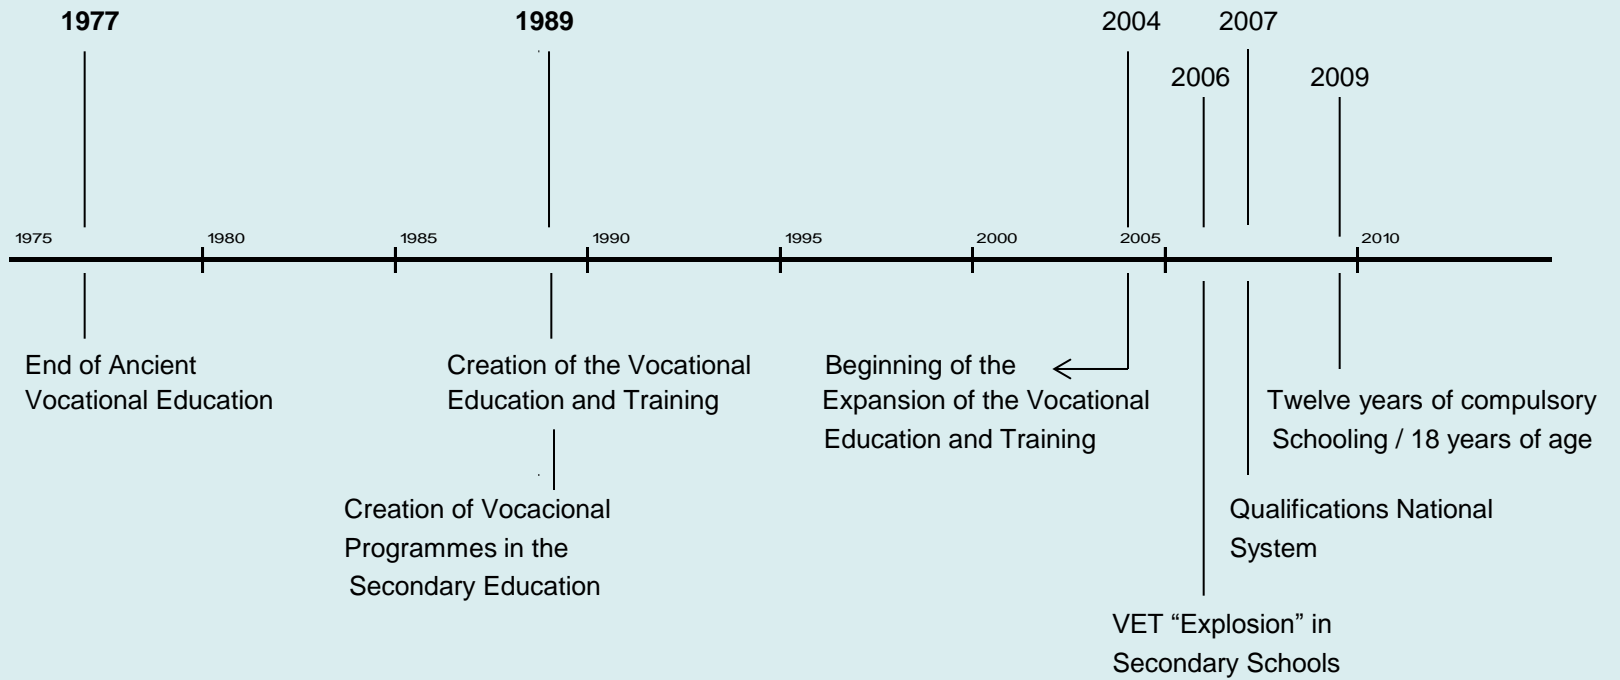 1977
1989
2004
2007
2006
2009
1975
1980
1985
1990
1995
2000
2005
2010
End of Ancient
Vocational Education
Creation of the Vocational
Education and Training
Creation of Vocacional
Programmes in the
Secondary Education
Beginning of the
Expansion of the Vocational
Education and Training
Twelve years of compulsory
Schooling / 18 years of age
Qualifications National
System
VET “Explosion” in
Secondary Schools